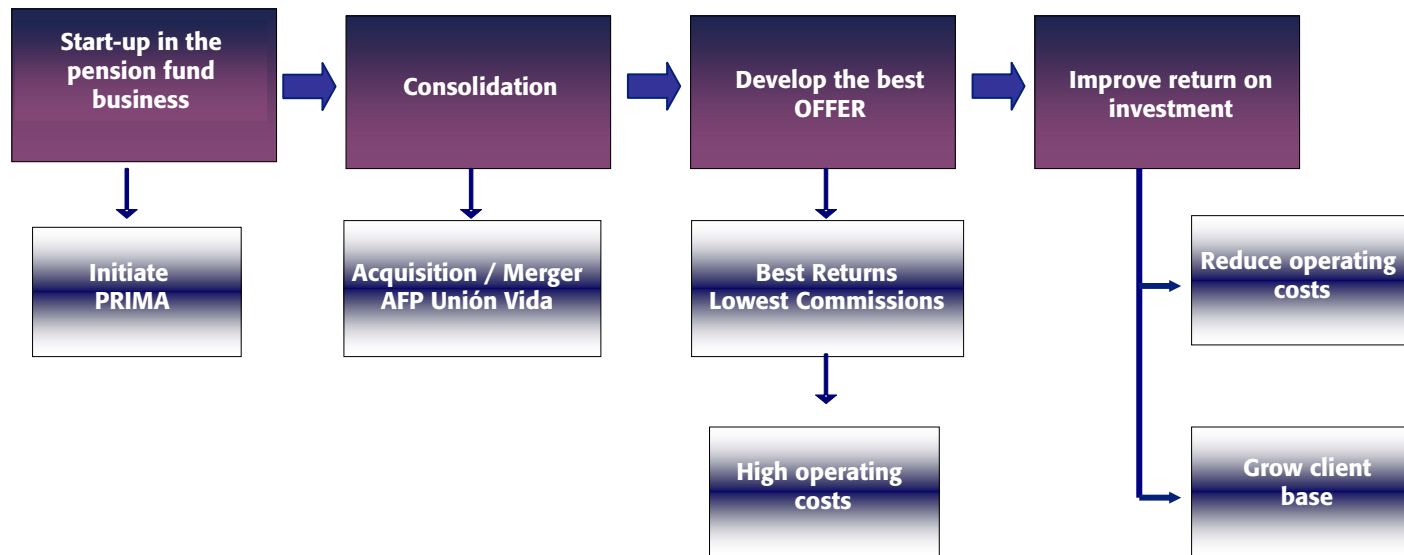 Start-up in the
pension fund
business
Consolidation
Develop the best
OFFER
Improve return on
investment
Initiate
PRIMA
Acquisition / Merger
AFP Unión Vida
Best Returns
Lowest Commissions
Reduce operating
costs
High operating
costs
Grow client
base